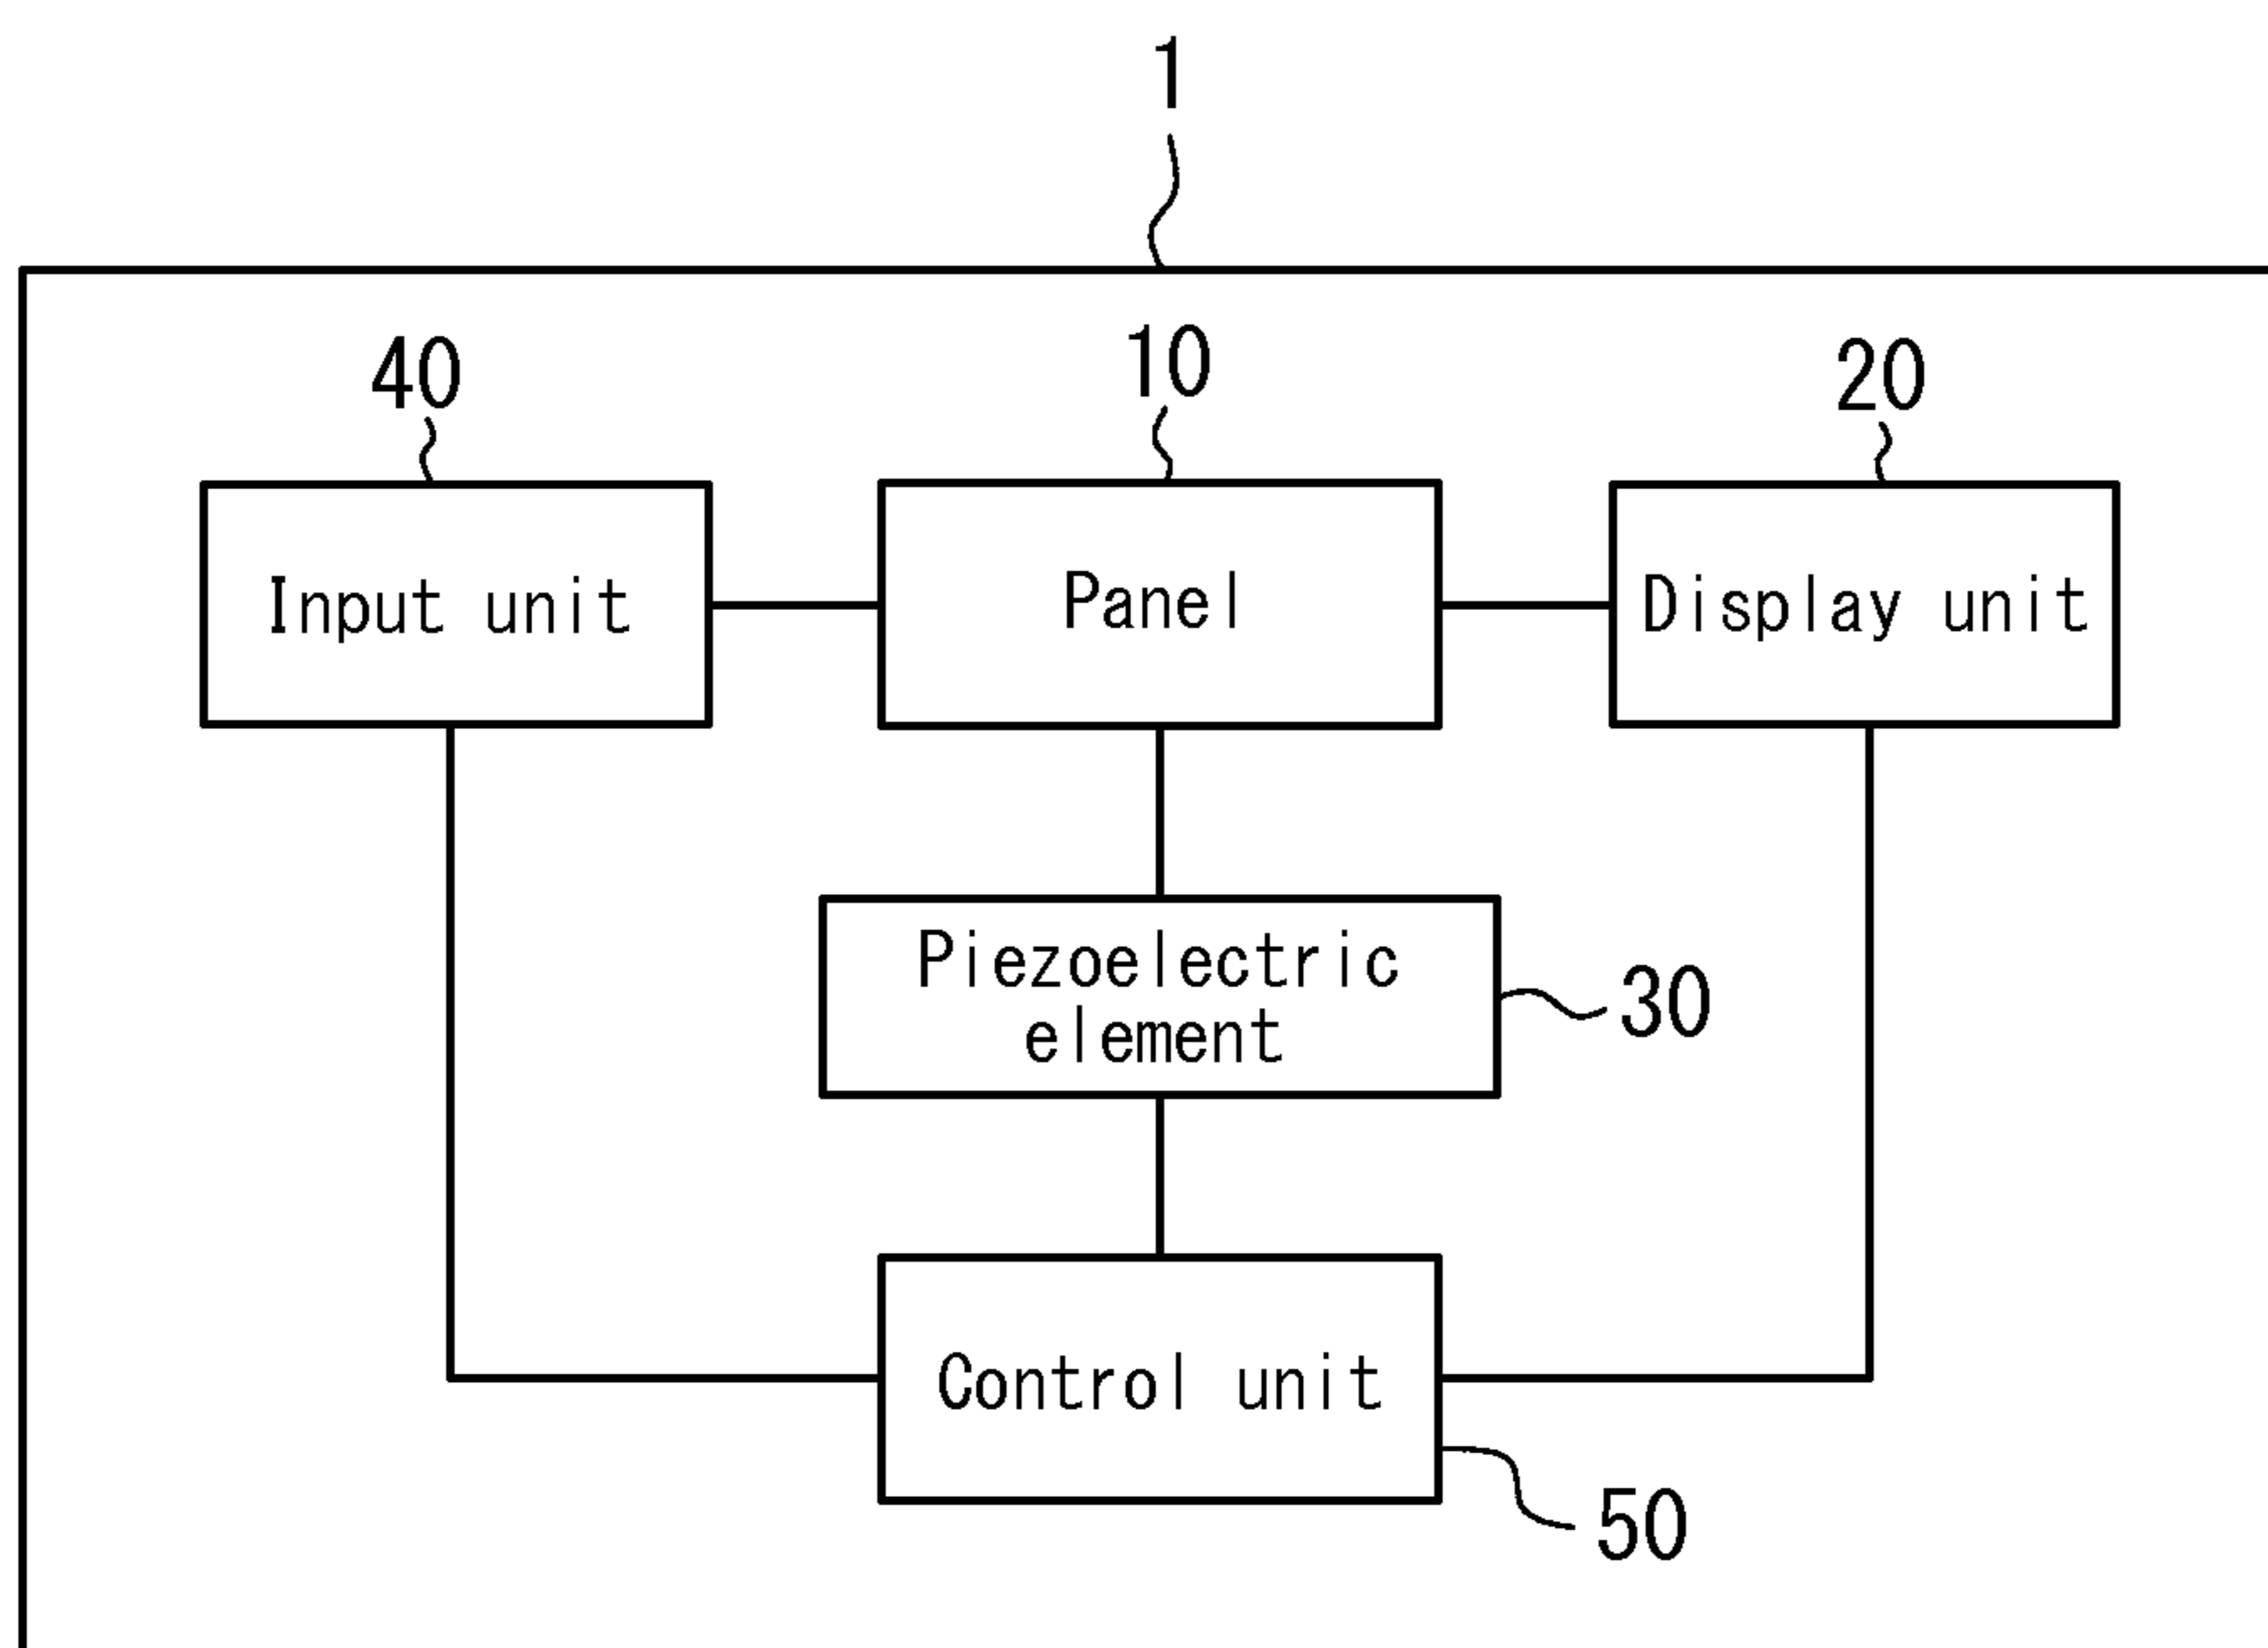 1
40
10
20
Input unit
Panel
Display unit
Piezoelectric
element
30
Control unit
50